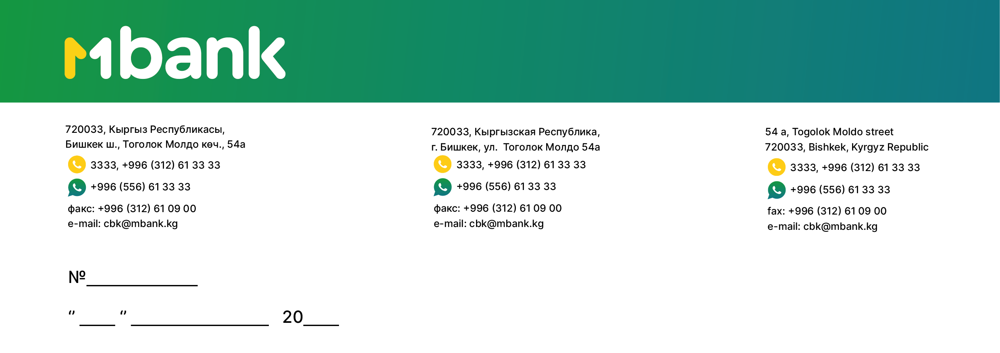 mbank
720033, Кыргыз Республикасы,
Бишкек ш., Тоголок Молдо көч., 54а
3333, +996 (312) 61 33 33
+996 (556) 61 33 33
факс: +996 (312) 61 09 00
e-mail: cbk@mbank.kg
720033, Кыргызская Республика,
г. Бишкек, ул. Тоголок Молдо 54а
3333, +996 (312) 61 33 33
+996 (556) 61 33 33
факс: +996 (312) 61 09 00
e-mail: cbk@mbank.kg
54 a, Togolok Moldo street
720033, Bishkek, Kyrgyz Republic
3333, +996 (312) 61 33 33
+996 (556) 61 33 33
fax: +996 (312) 61 09 00
e-mail: cbk@mbank.kg
№_____________
“ ____ ” ________________ 20____